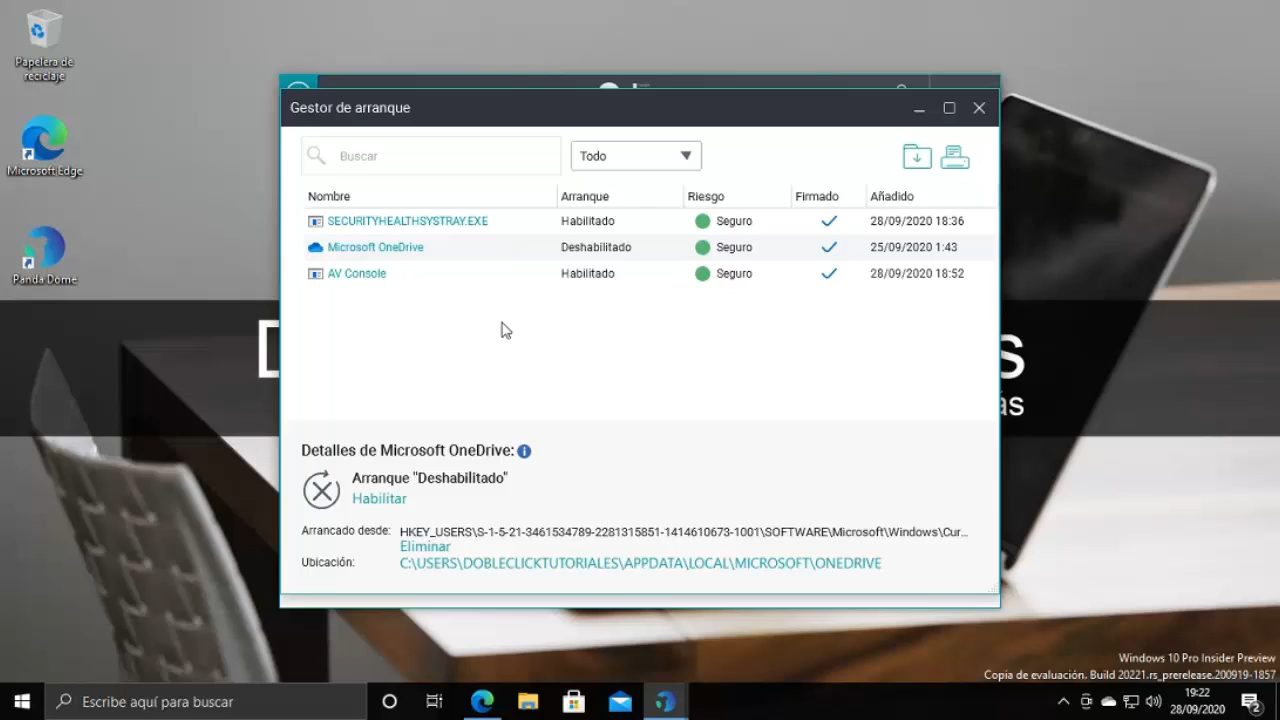 Papelera de
reciclaje
Microsoft Edge
Panda Dome
Gestor de arranque
Buscar
Todo
Nombre Arranque Riesgo Firmado Añadido
SECURITYHEALTHSYSTRAY.EXE Habilitado Seguro 28/09/2020 18:36
Microsoft OneDrive Deshabilitado Seguro 25/09/2020 1:43
AV Console Habilitado Seguro 28/09/2020 18:52
Detalles de Microsoft OneDrive:
Arranque "Deshabilitado"
Habilitar
Arrancado desde: HKEY_USERS\S-1-5-21-3461534789-2281315851-1414610673-1001\SOFTWARE\Microsoft\Windows\Cur...
Eliminar
Ubicación: C:\USERS\DOBLECLICKTUTORIALES\APPDATA\LOCAL\MICROSOFT\ONEDRIVE
Windows 10 Pro Insider Preview
Copia de evaluación. Build 20221.rs_prerelease.200919-1857
Escribe aquí para buscar
19:22
28/09/2020
2